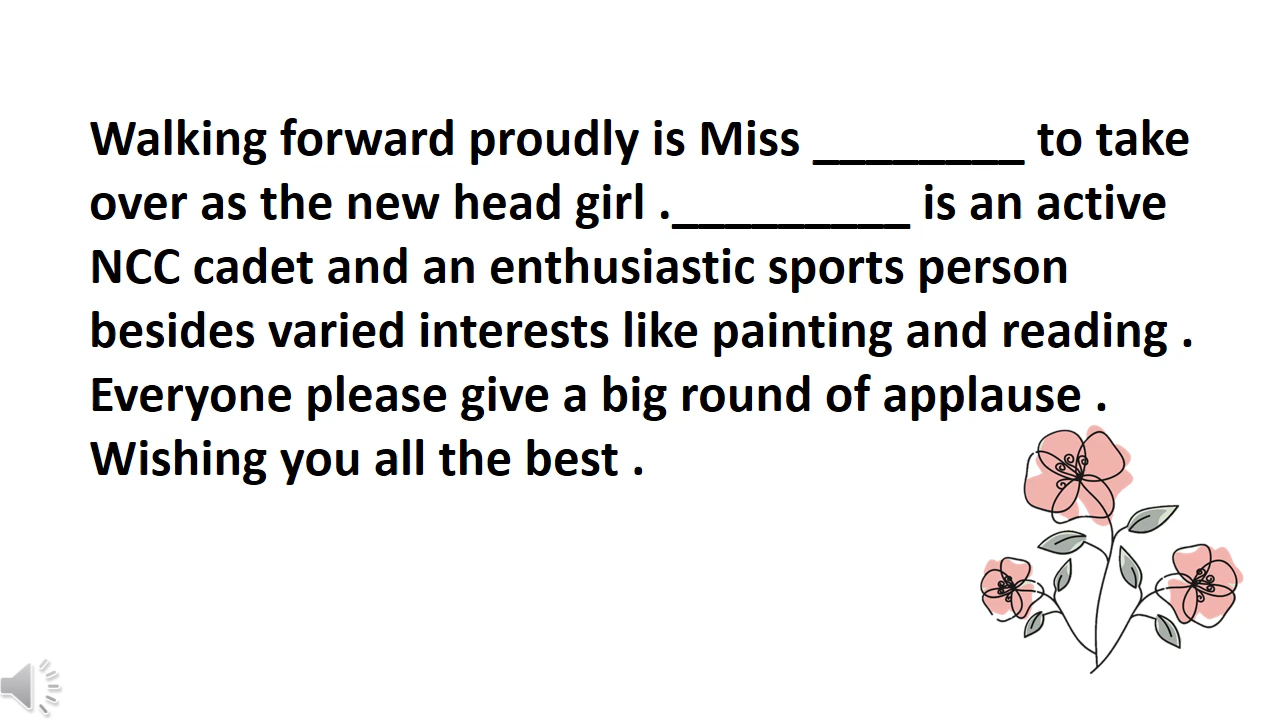 Walking forward proudly is Miss ________ to take
over as the new head girl ._________ is an active
NCC cadet and an enthusiastic sports person
besides varied interests like painting and reading .
Everyone please give a big round of applause .
Wishing you all the best .